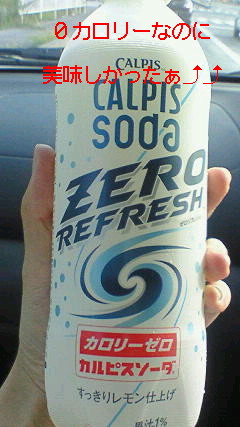 0カロリーなのに
美味しかったぁ⤴⤴
CALPIS
CALPIS
soda
ZERO
REFRESH
カロリーゼロ
カルピスソーダ
すっきりレモン仕上げ
果汁1%